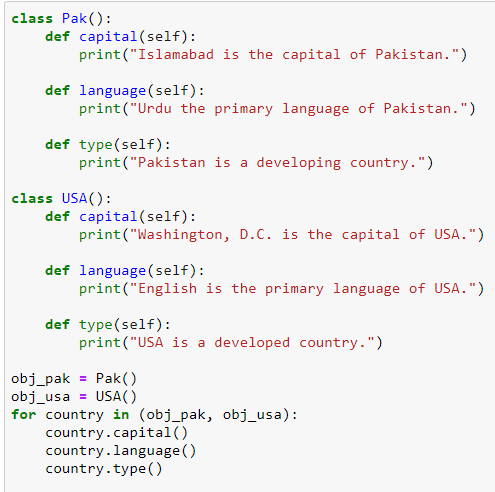 class Pak():
    def capital(self):
        print("Islamabad is the capital of Pakistan.")

    def language(self):
        print("Urdu the primary language of Pakistan.")

    def type(self):
        print("Pakistan is a developing country.")

class USA():
    def capital(self):
        print("Washington, D.C. is the capital of USA.")

    def language(self):
        print("English is the primary language of USA.")

    def type(self):
        print("USA is a developed country.")

obj_pak = Pak()
obj_usa = USA()
for country in (obj_pak, obj_usa):
    country.capital()
    country.language()
    country.type()